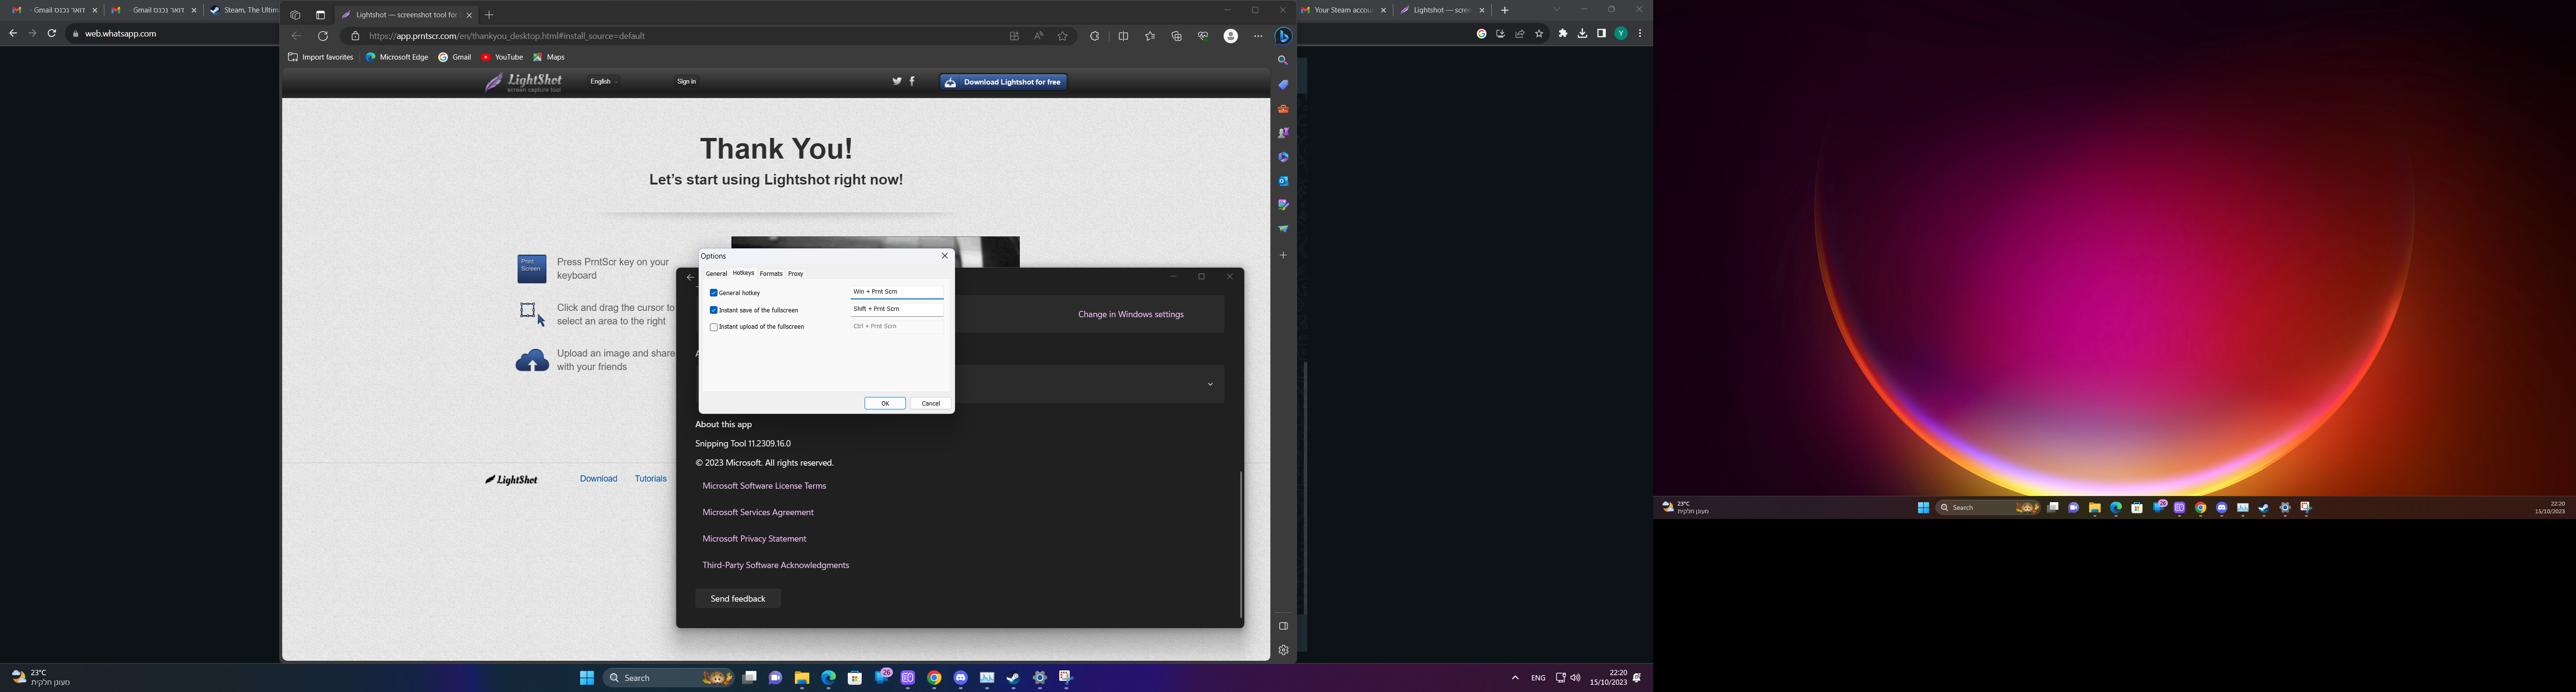 Gmail - דואר נכנס
Gmail - דואר נכנס
Steam, The Ultim
Lightshot — screenshot tool for
Your Steam accou
Lightshot — scree
web.whatsapp.com
https://app.prntscr.com/en/thankyou_desktop.html#install_source=default
Y
Import favorites
Microsoft Edge
Gmail
YouTube
Maps
LightShot
screen capture tool
English
Sign in
Download Lightshot for free
Thank You!
Let's start using Lightshot right now!
Print
Screen
Press PrntScr key on your
keyboard
Click and drag the cursor to
select an area to the right
Upload an image and share
with your friends
Options
General
Hotkeys
Formats
Proxy
General hotkey
Win + Prnt Scrn
Instant save of the fullscreen
Shift + Prnt Scrn
Instant upload of the fullscreen
Ctrl + Prnt Scrn
OK
Cancel
Change in Windows settings
About this app
Snipping Tool 11.2309.16.0
© 2023 Microsoft. All rights reserved.
Microsoft Software License Terms
Microsoft Services Agreement
Microsoft Privacy Statement
Third-Party Software Acknowledgments
Send feedback
LightShot
Download
Tutorials
23°C
מעונן חלקית
Search
26
ENG
22:20
15/10/2023
23°C
מעונן חלקית
Search
26
22:20
15/10/2023